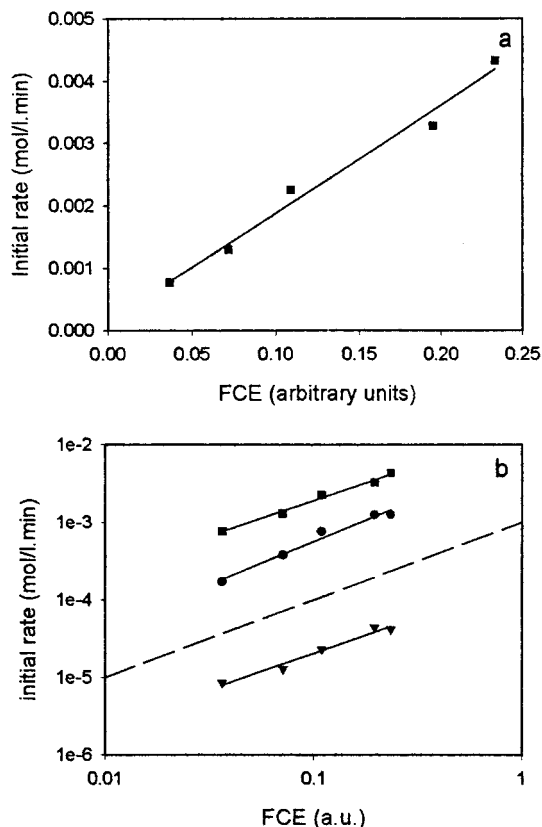 a
0.005
0.004
0.003
0.002
0.001
0.000
Initial rate (mol/l.min)
0.00 0.05 0.10 0.15 0.20 0.25
FCE (arbitrary units)
b
1e-2
1e-3
1e-4
1e-5
1e-6
initial rate (mol/l.min)
0.01 0.1 1
FCE (a.u.)